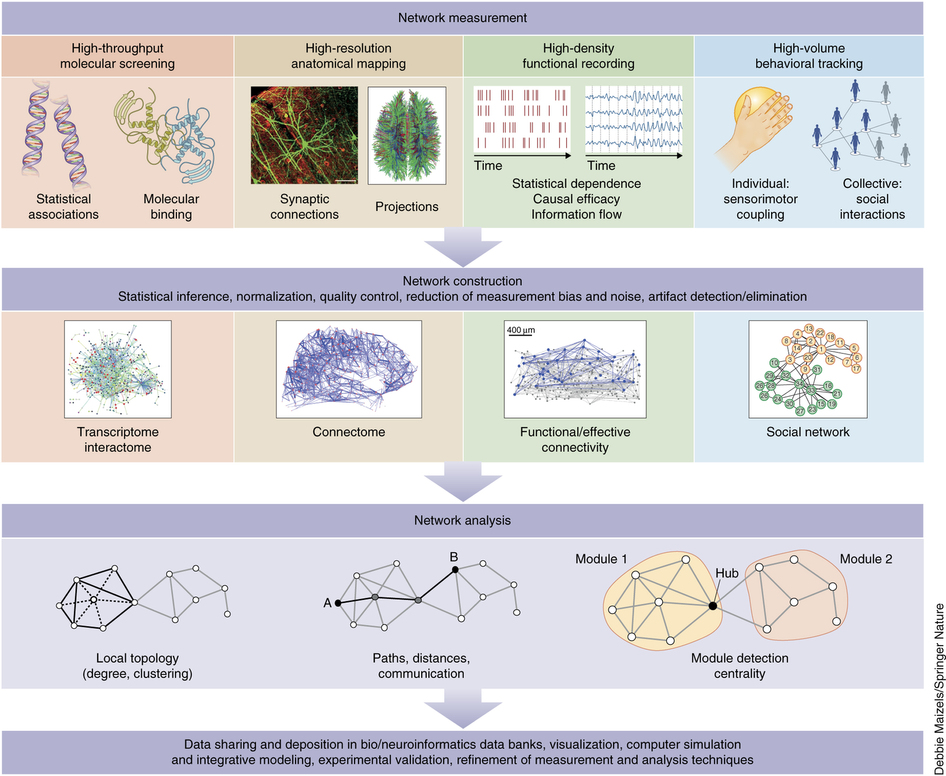 Network measurement
High-throughput
molecular screening
High-resolution
anatomical mapping
High-density
functional recording
High-volume
behavioral tracking
Time
Time
Statistical
associations
Molecular
binding
Synaptic
connections
Projections
Statistical dependence
Causal efficacy
Information flow
Individual:
sensorimotor
coupling
Collective:
social
interactions
Network construction
Statistical inference, normalization, quality control, reduction of measurement bias and noise, artifact detection/elimination
400 µm
Transcriptome
interactome
Connectome
Functional/effective
connectivity
Social network
Network analysis
A
B
Module 1
Hub
Module 2
Local topology
(degree, clustering)
Paths, distances,
communication
Module detection
centrality
Data sharing and deposition in bio/neuroinformatics data banks, visualization, computer simulation
and integrative modeling, experimental validation, refinement of measurement and analysis techniques
Debbie Maizels/Springer Nature